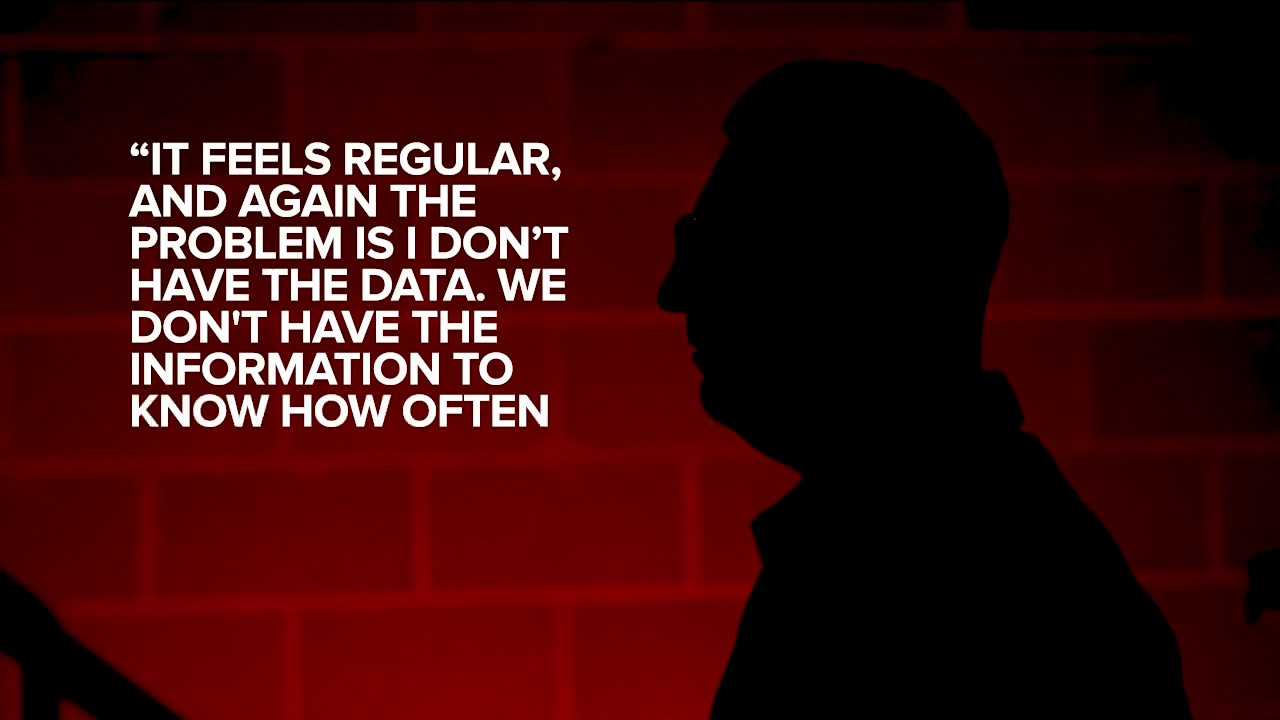 “IT FEELS REGULAR,
AND AGAIN THE
PROBLEM IS I DON’T
HAVE THE DATA. WE
DON'T HAVE THE
INFORMATION TO
KNOW HOW OFTEN